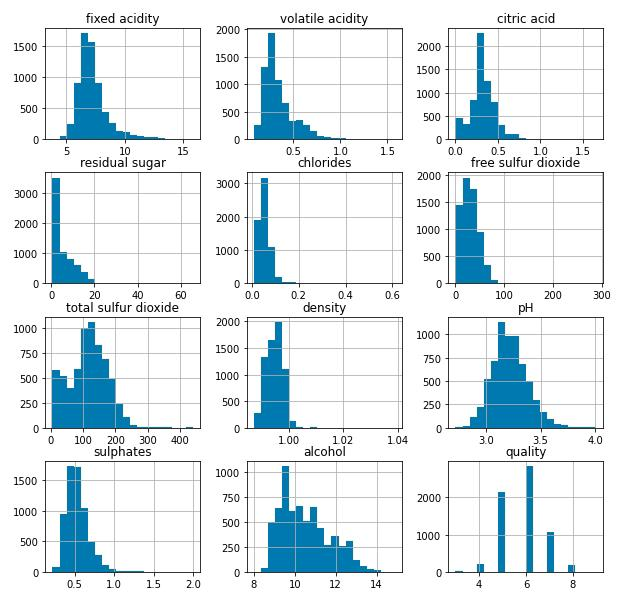 fixed acidity
1500
1000
500
0
5 10 15
volatile acidity
2000
1500
1000
500
0
0.5 1.0 1.5
citric acid
2000
1500
1000
500
0
0.0 0.5 1.0 1.5
residual sugar
3000
2000
1000
0
0 20 40 60
chlorides
3000
2000
1000
0
0.0 0.2 0.4 0.6
free sulfur dioxide
2000
1500
1000
500
0
0 100 200 300
total sulfur dioxide
1000
750
500
250
0
0 100 200 300 400
density
2000
1500
1000
500
0
1.00 1.02 1.04
pH
1000
750
500
250
0
3.0 3.5 4.0
sulphates
1500
1000
500
0
0.5 1.0 1.5 2.0
alcohol
1000
750
500
250
0
8 10 12 14
quality
2000
1000
0
4 6 8